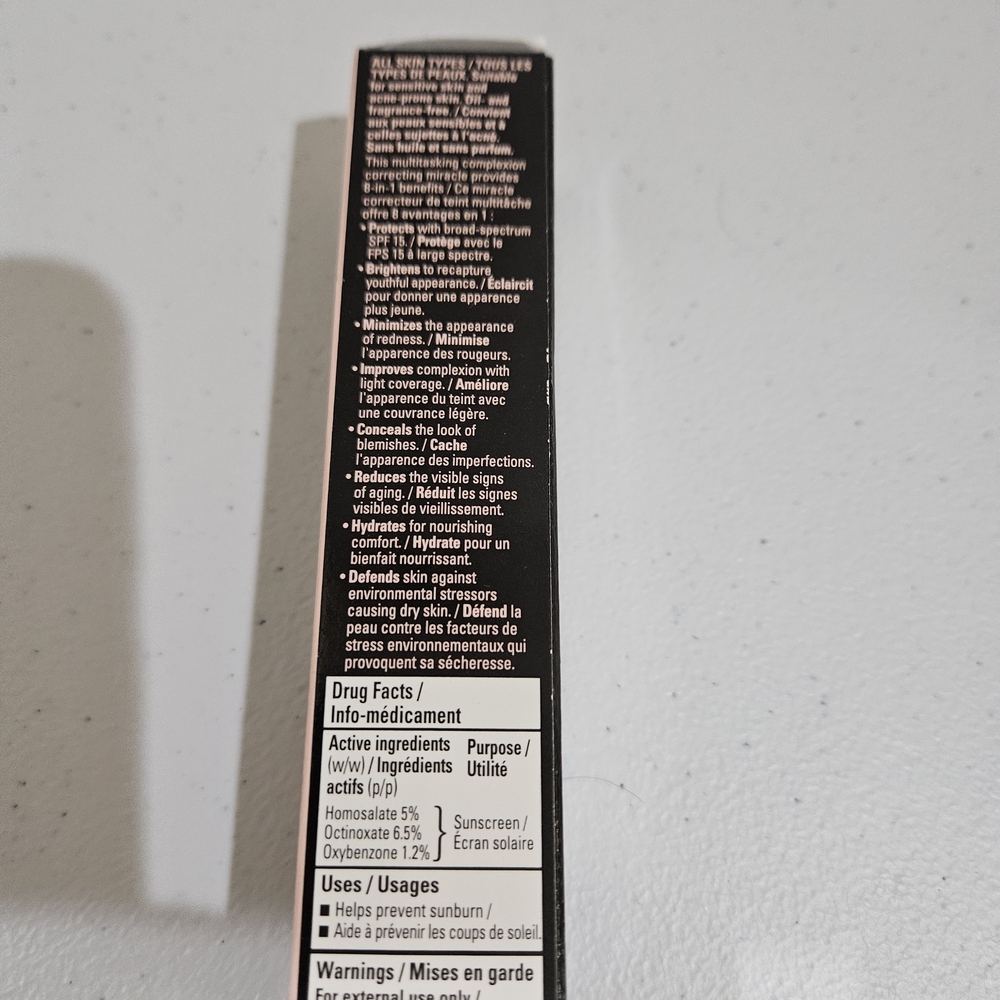 ALL SKIN TYPES / TOUS LES
TYPES DE PEAUX. Suitable
for sensitive skin and
acne-prone skin. Oil- and
fragrance-free. / Convient
aux peaux sensibles et à
celles sujettes à l'acné.
Sans huile et sans parfum.
This multitasking complexion
correcting miracle provides
8-in-1 benefits / Ce miracle
correcteur de teint multitâche
offre 8 avantages en 1 :
• Protects with broad-spectrum
SPF 15. / Protège avec le
FPS 15 à large spectre.
• Brightens to recapture
youthful appearance. / Éclaircit
pour donner une apparence
plus jeune.
• Minimizes the appearance
of redness. / Minimise
l'apparence des rougeurs.
• Improves complexion with
light coverage. / Améliore
l'apparence du teint avec
une couvrance légère.
• Conceals the look of
blemishes. / Cache
l'apparence des imperfections.
• Reduces the visible signs
of aging. / Réduit les signes
visibles de vieillissement.
• Hydrates for nourishing
comfort. / Hydrate pour un
bienfait nourrissant.
• Defends skin against
environmental stressors
causing dry skin. / Défend la
peau contre les facteurs de
stress environnementaux qui
provoquent sa sécheresse.
Drug Facts /
Info-médicament
Active ingredients Purpose /
(w/w) / Ingrédients Utilité
actifs (p/p)
Homosalate 5%
Octinoxate 6.5% } Sunscreen /
Oxybenzone 1.2% Écran solaire
Uses / Usages
■ Helps prevent sunburn /
■ Aide à prévenir les coups de soleil.
Warnings / Mises en garde
For external use only /